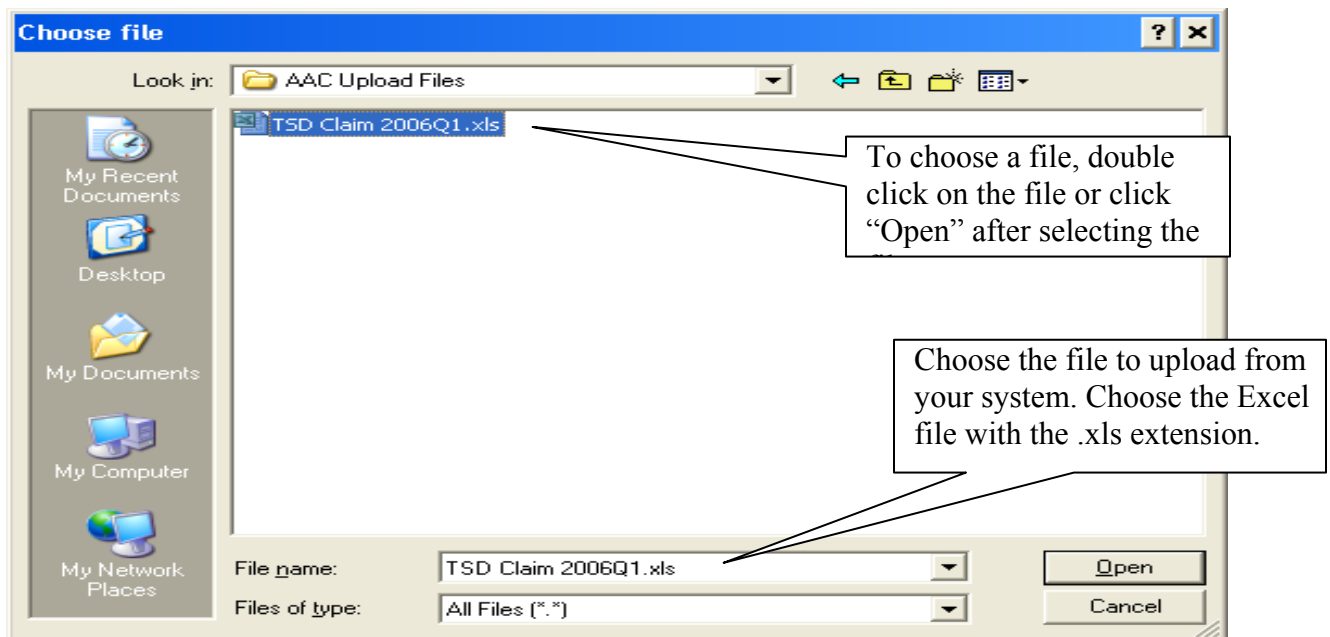 Choose file
Look in: AAC Upload Files
TSD Claim 2006Q1.xls
My Recent
Documents
Desktop
My Documents
My Computer
My Network
Places
To choose a file, double
click on the file or click
“Open” after selecting the
Choose the file to upload from
your system. Choose the Excel
file with the .xls extension.
File name: TSD Claim 2006Q1.xls Open
Files of type: All Files (*.*) Cancel